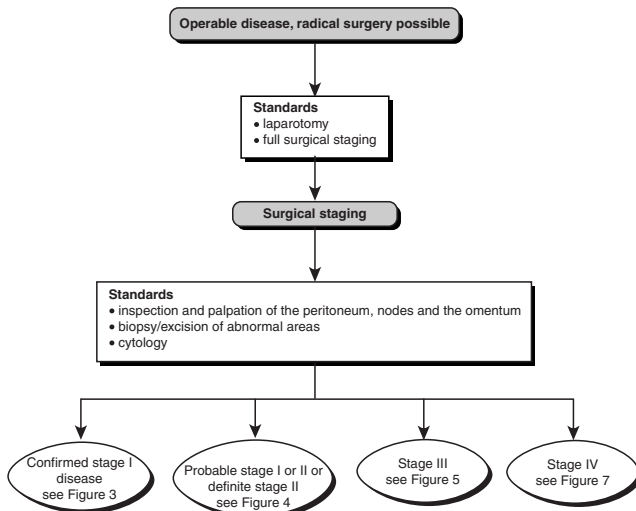 Operable disease, radical surgery possible
Standards
• laparotomy
• full surgical staging
Surgical staging
Standards
• inspection and palpation of the peritoneum, nodes and the omentum
• biopsy/excision of abnormal areas
• cytology
Confirmed stage I
disease
see Figure 3
Probable stage I or II or
definite stage II
see Figure 4
Stage III
see Figure 5
Stage IV
see Figure 7